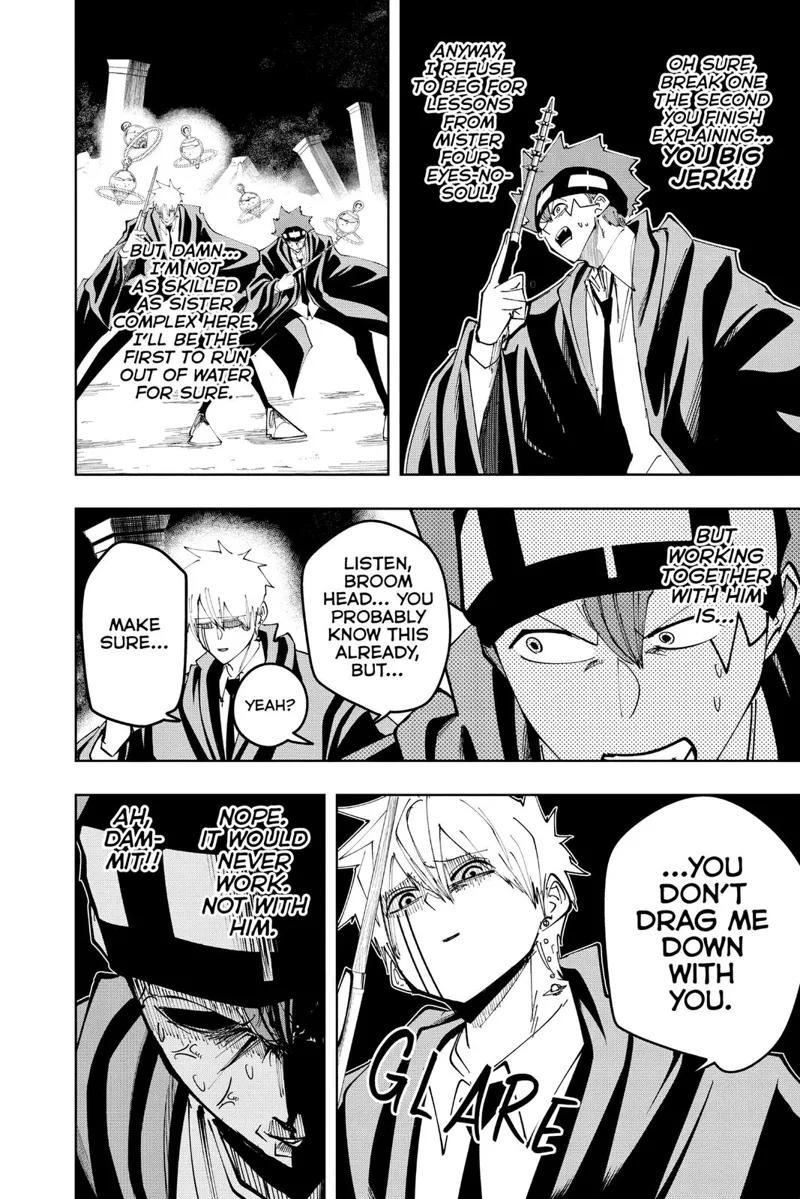 OH SURE,
BREAK ONE
THE SECOND
YOU FINISH
EXPLAINING...
YOU BIG
JERK!!
ANYWAY,
I REFUSE
TO BEG FOR
LESSONS
FROM
MISTER
FOUR-
EYES-NO-
SOUL!
BUT DAMN...
I'M NOT
AS SKILLED
AS SISTER
COMPLEX HERE.
I'LL BE THE
FIRST TO RUN
OUT OF WATER
FOR SURE.
BUT
WORKING
TOGETHER
WITH HIM
IS...
LISTEN,
BROOM
HEAD... YOU
PROBABLY
KNOW THIS
ALREADY,
BUT...
YEAH?
MAKE
SURE...
...YOU
DON'T
DRAG ME
DOWN
WITH
YOU.
GLARE
NOPE.
IT WOULD
NEVER
WORK.
NOT WITH
HIM.
AH,
DAM-
MIT!!